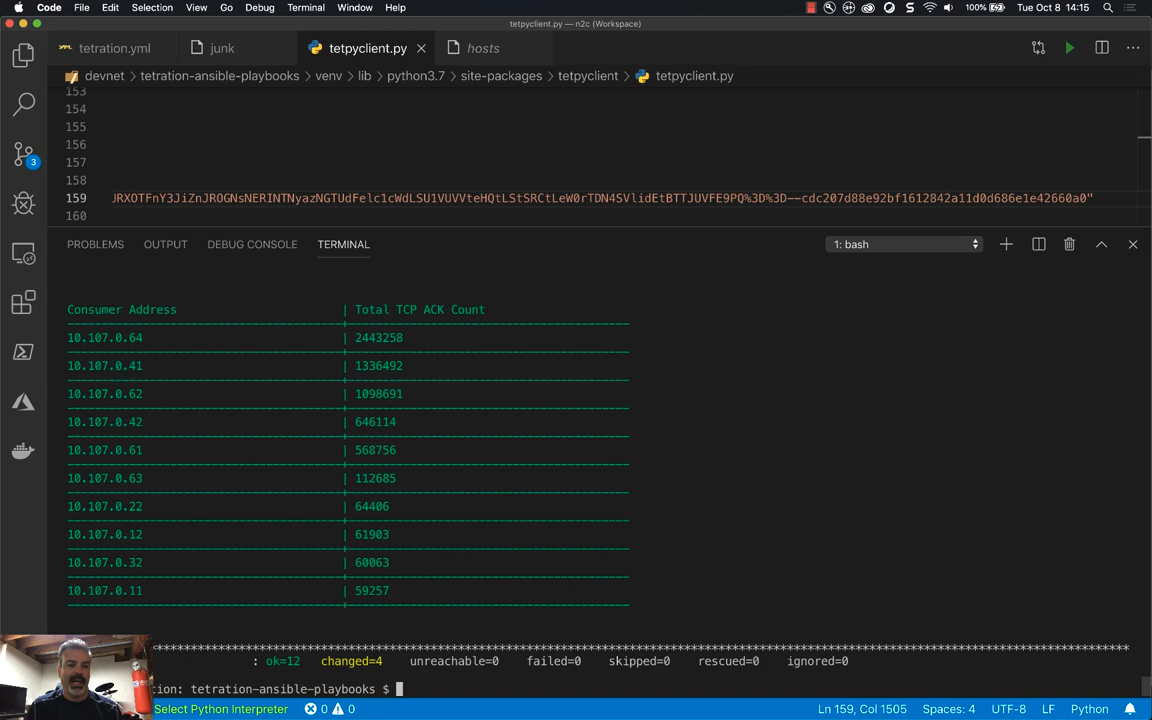 Code File Edit Selection View Go Debug Terminal Window Help 100% Tue Oct 8 14:15
tetpyclient.py — n2c (Workspace)
tetration.yml junk tetpyclient.py hosts
devnet > tetration-ansible-playbooks > venv > lib > python3.7 > site-packages > tetpyclient > tetpyclient.py
153
154
155
156
157
158
159 JRXOTFnY3JiZnJROGNsNERINTNyazNGTUdFelc1cWdLSU1VUVVteHQtLStSRCtLeW0rTDN4SVlidEtBTTJUVFE9PQ%3D%3D--cdc207d88e92bf1612842a11d0d686e1e42660a0"
160
3
PROBLEMS OUTPUT DEBUG CONSOLE TERMINAL 1: bash
Consumer Address | Total TCP ACK Count
10.107.0.64 | 2443258
10.107.0.41 | 1336492
10.107.0.62 | 1098691
10.107.0.42 | 646114
10.107.0.61 | 568756
10.107.0.63 | 112685
10.107.0.22 | 64406
10.107.0.12 | 61903
10.107.0.32 | 60063
10.107.0.11 | 59257
: ok=12 changed=4 unreachable=0 failed=0 skipped=0 rescued=0 ignored=0
tion: tetration-ansible-playbooks $
Select Python Interpreter 0 0 Ln 159, Col 1505 Spaces: 4 UTF-8 LF Python